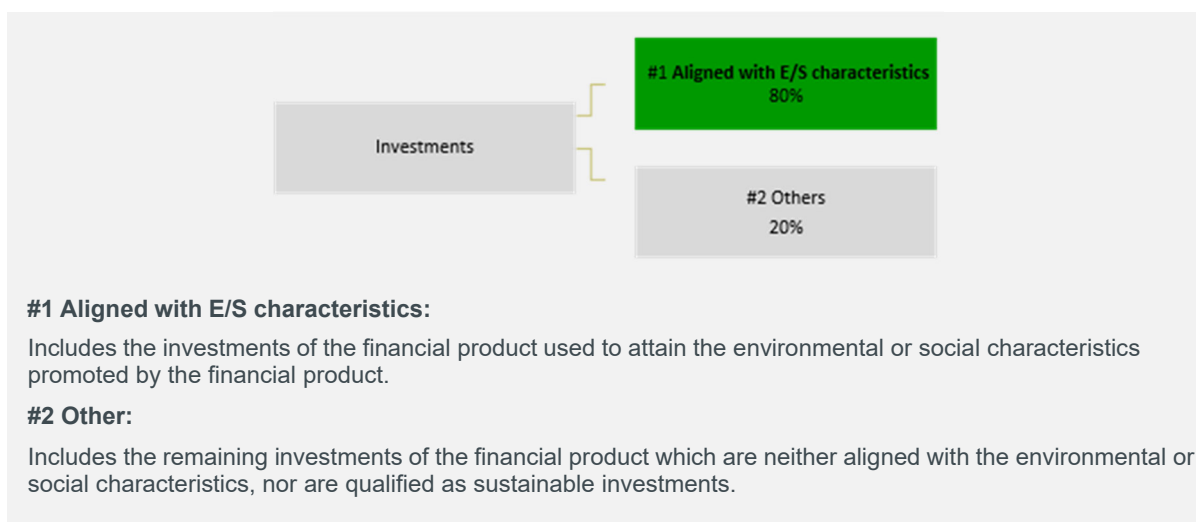 #1 Aligned with E/S characteristics
80%
Investments
#2 Others
20%
#1 Aligned with E/S characteristics:
Includes the investments of the financial product used to attain the environmental or social characteristics
promoted by the financial product.
#2 Other:
Includes the remaining investments of the financial product which are neither aligned with the environmental or
social characteristics, nor are qualified as sustainable investments.